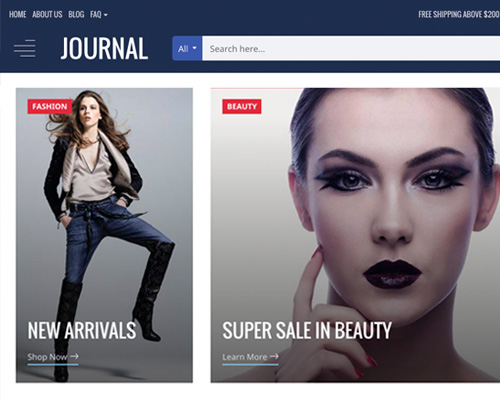 HOME ABOUT US BLOG FAQ FREE SHIPPING ABOVE $200
JOURNAL All Search here...
FASHION BEAUTY
NEW ARRIVALS SUPER SALE IN BEAUTY
Shop Now → Learn More →